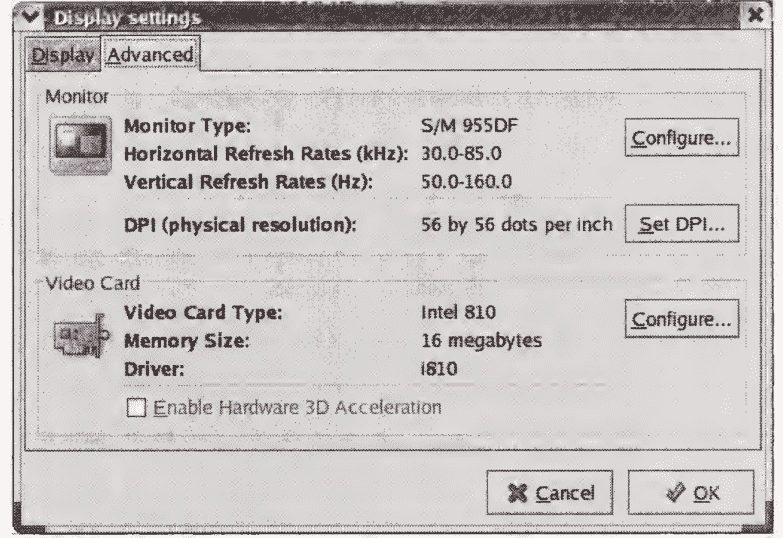 Display settings
Display Advanced
Monitor
Monitor Type: S/M 955DF Configure...
Horizontal Refresh Rates (kHz): 30.0-85.0
Vertical Refresh Rates (Hz): 50.0-160.0
DPI (physical resolution): 56 by 56 dots per inch Set DPI...
Video Card
Video Card Type: Intel 810 Configure...
Memory Size: 16 megabytes
Driver: i810
Enable Hardware 3D Acceleration
Cancel OK